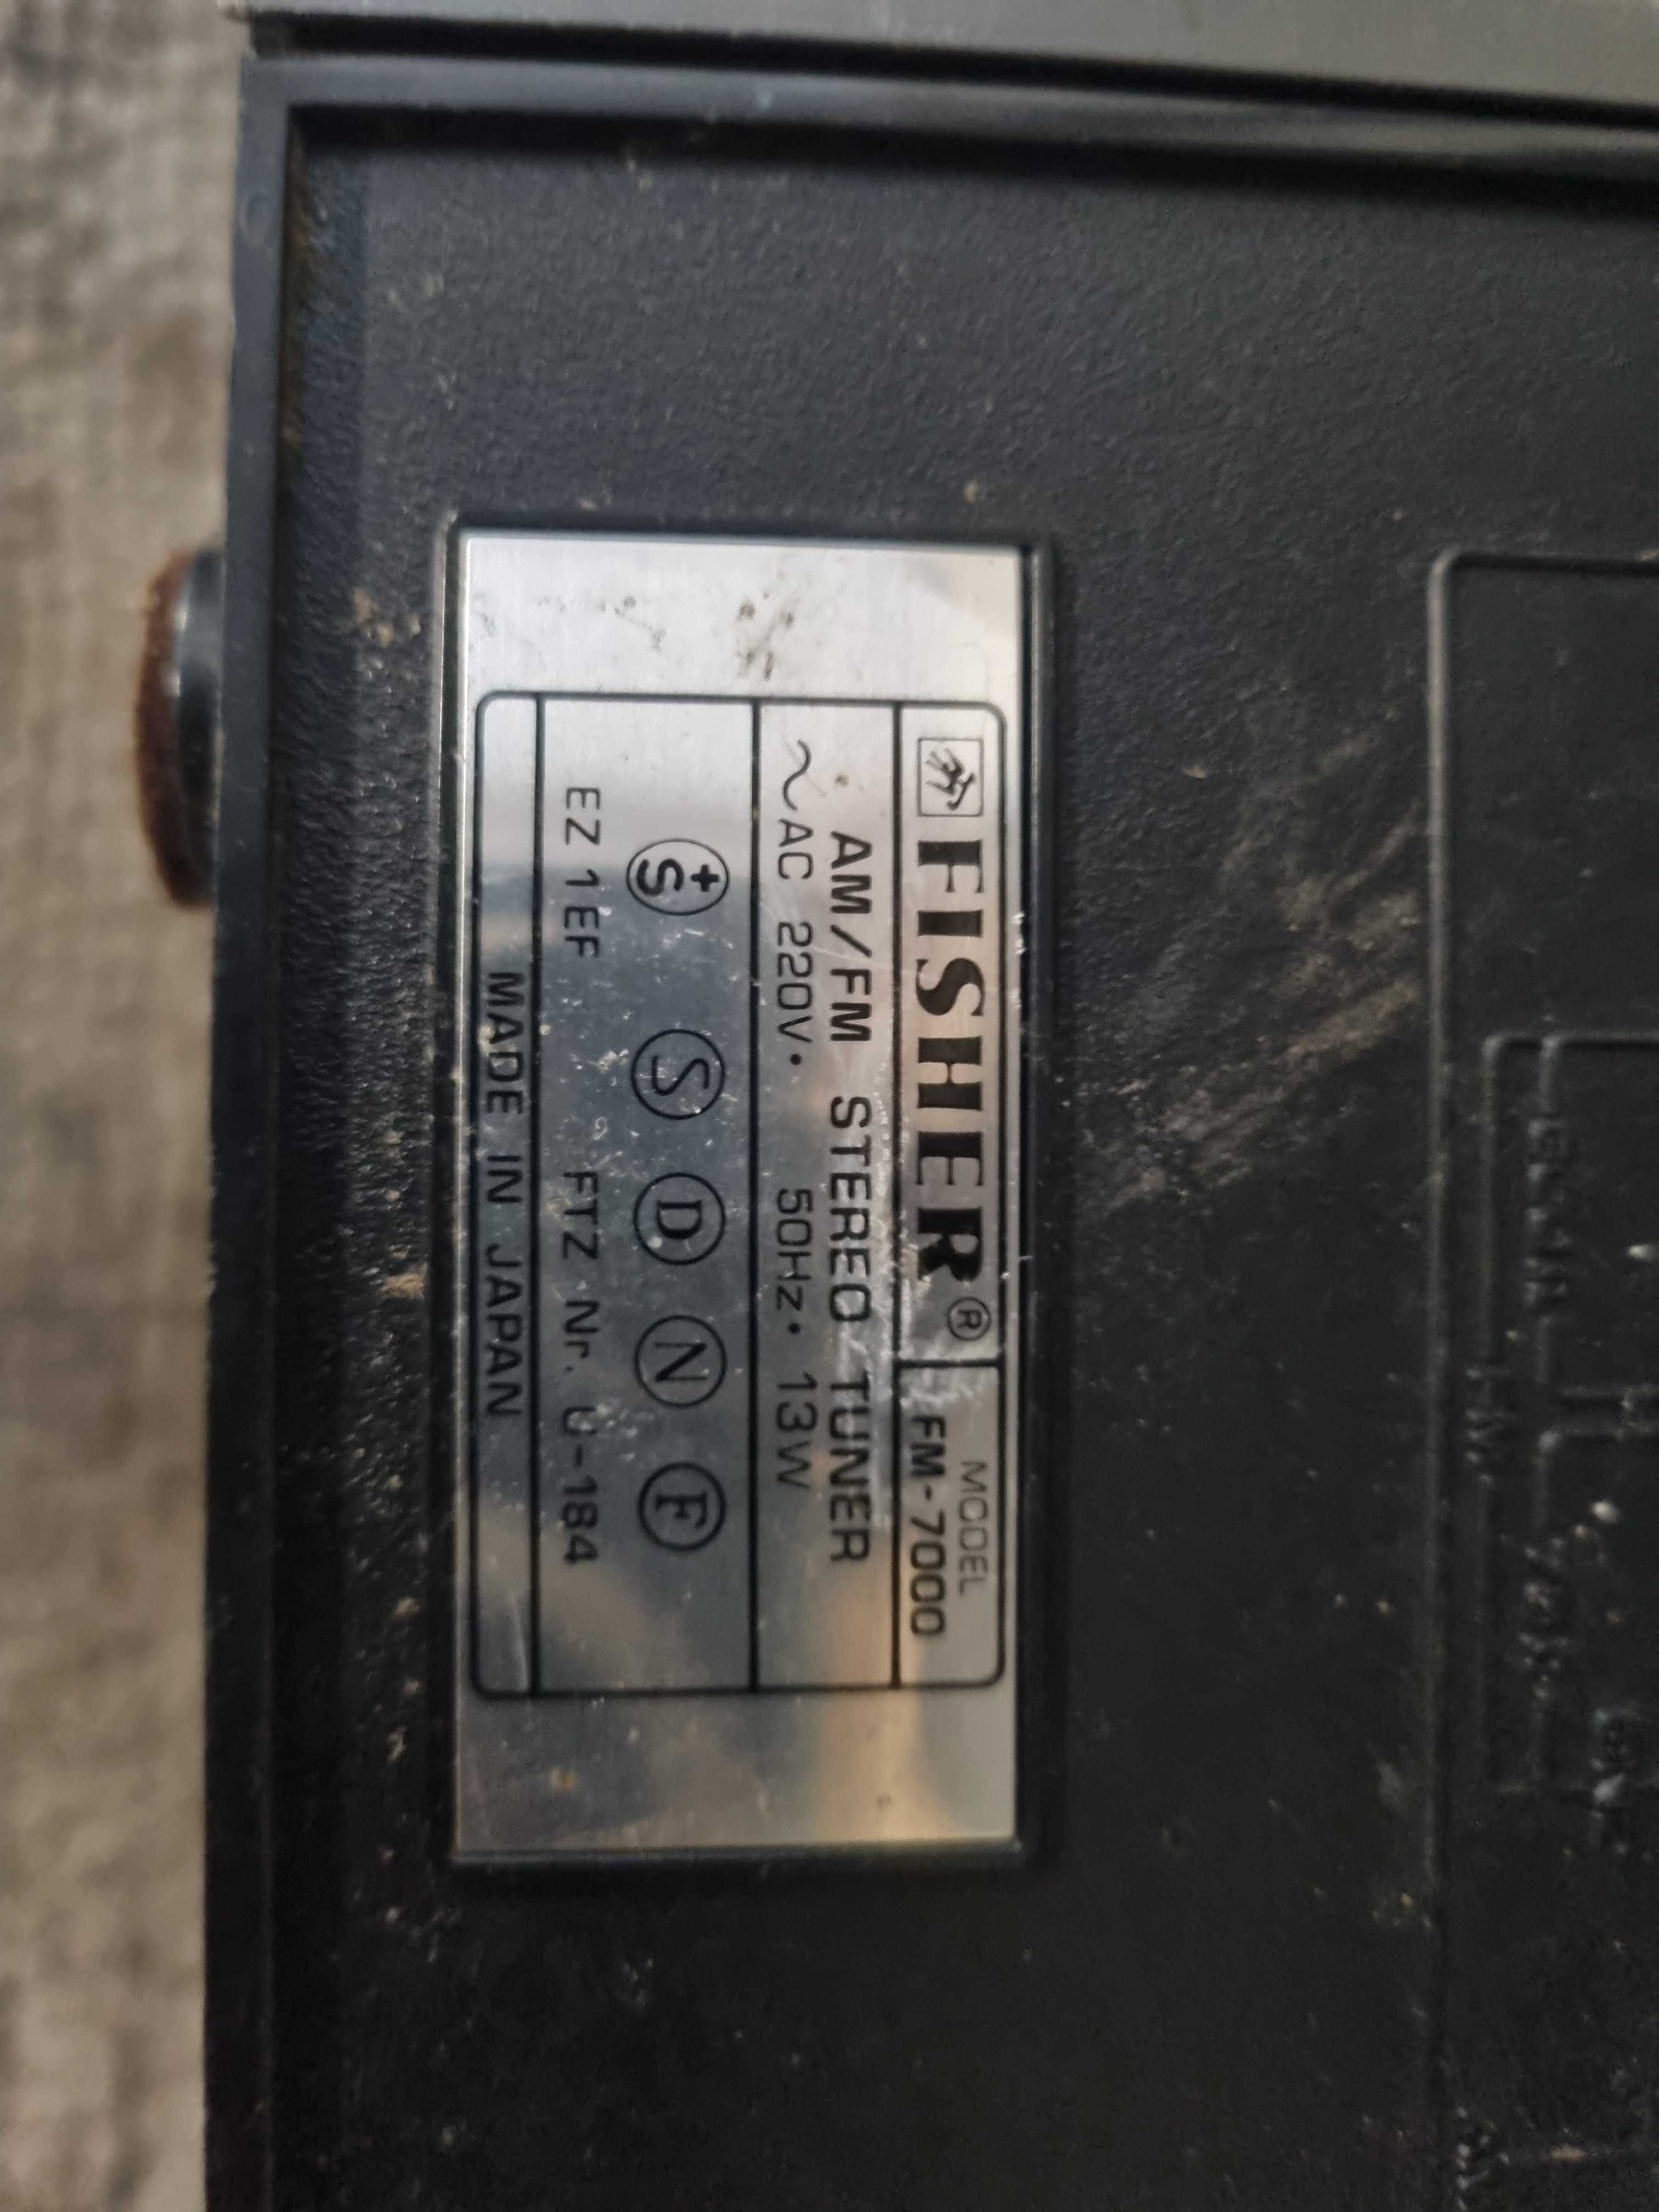 FISHER®
MODEL
FM-7000
AM/FM STEREO TUNER
~AC 220V• 50Hz• 13W
+S S D N F
EZ 1EF FTZ Nr. U-184
MADE IN JAPAN